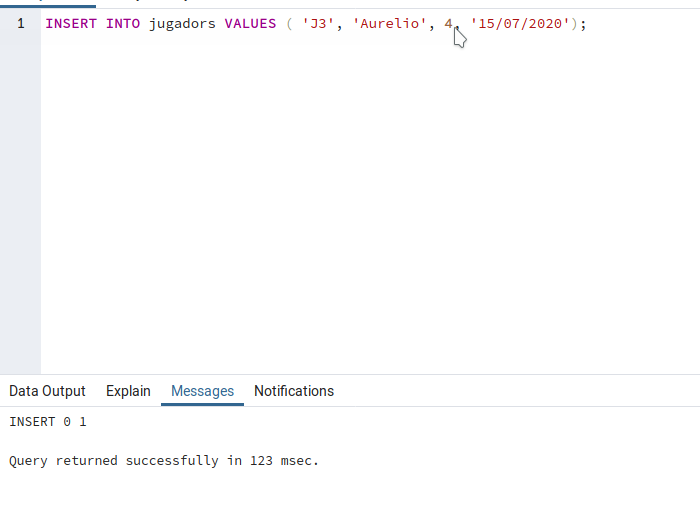 1 INSERT INTO jugadors VALUES ( 'J3', 'Aurelio', 4, '15/07/2020');
Data Output Explain Messages Notifications
INSERT 0 1
Query returned successfully in 123 msec.